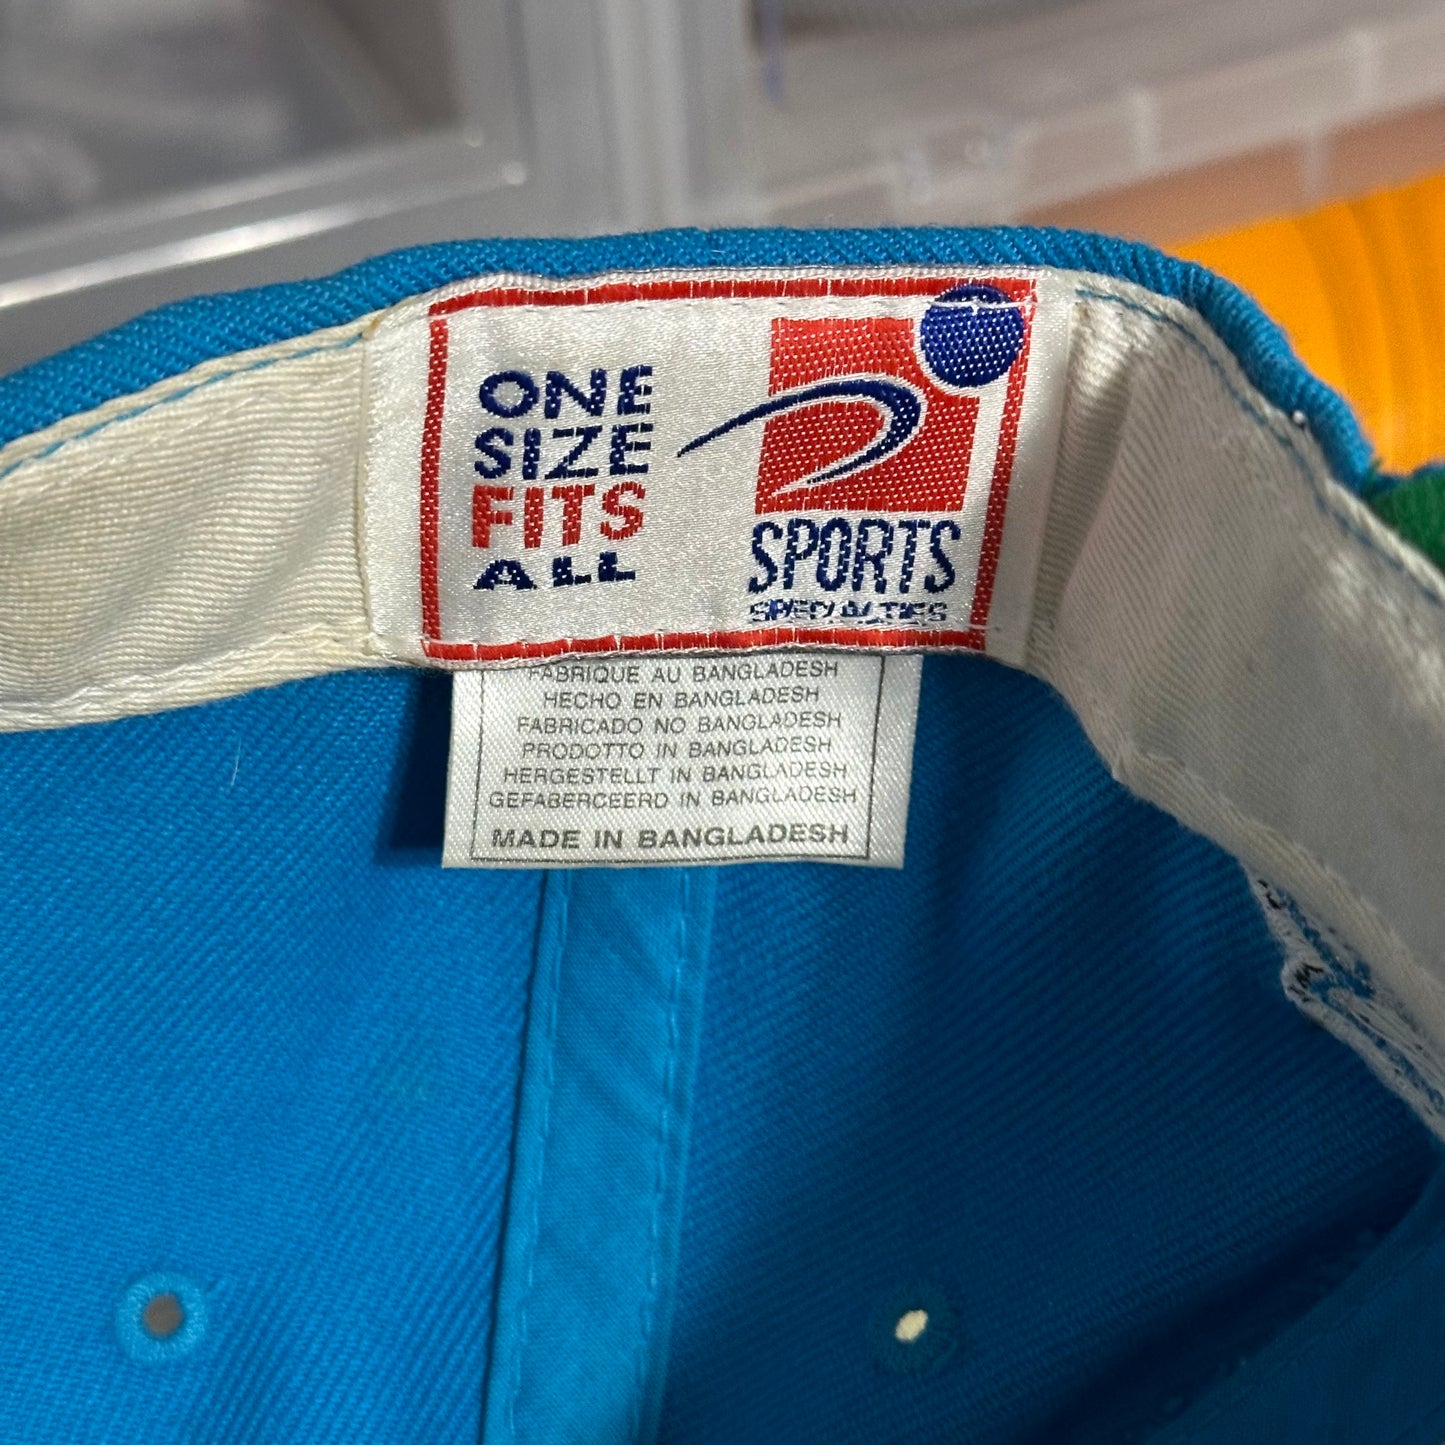 ONE
SIZE
FITS
ALL
SPORTS
SPECIALTIES
FABRIQUE AU BANGLADESH
HECHO EN BANGLADESH
FABRICADO NO BANGLADESH
PRODOTTO IN BANGLADESH
HERGESTELLT IN BANGLADESH
GEFABERCEERD IN BANGLADESH
MADE IN BANGLADESH